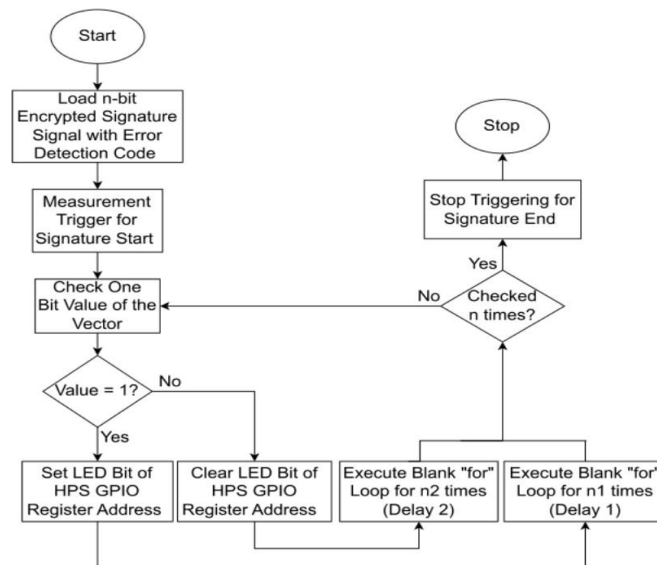 Start
Load n-bit
Encrypted Signature
Signal with Error
Detection Code
Measurement
Trigger for
Signature Start
Check One
Bit Value of the
Vector
Value = 1?
No
Yes
Set LED Bit of
HPS GPIO
Register Address
Clear LED Bit of
HPS GPIO
Register Address
Execute Blank "for"
Loop for n2 times
(Delay 2)
Execute Blank "for"
Loop for n1 times
(Delay 1)
Checked
n times?
No
Yes
Stop Triggering for
Signature End
Stop